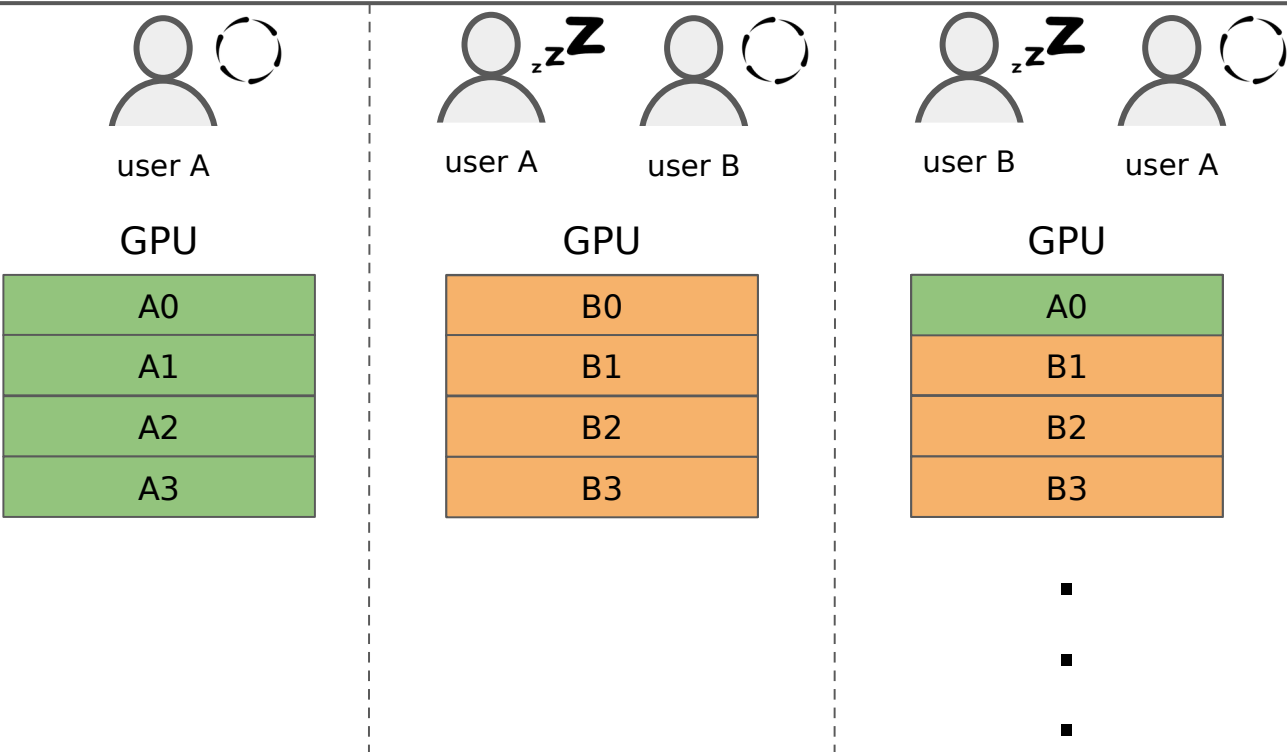 z z Z
z z Z
user A
user A
user B
user B
user A
GPU
GPU
GPU
A0
B0
A0
A1
B1
B1
A2
B2
B2
A3
B3
B3